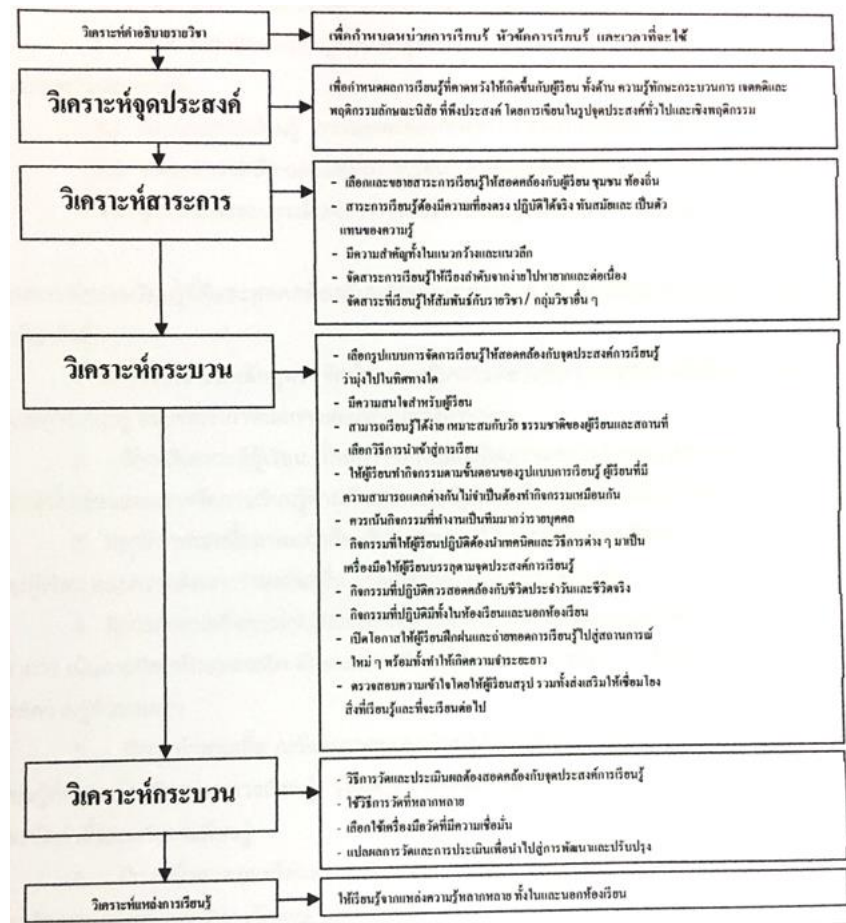 วิเคราะห์คำอธิบายรายวิชา
เพื่อกำหนดหน่วยการเรียนรู้ หัวข้อการเรียนรู้ และเวลาที่จะใช้
วิเคราะห์จุดประสงค์
เพื่อกำหนดผลการเรียนรู้ที่คาดหวังให้เกิดขึ้นกับผู้เรียน ทั้งด้าน ความรู้ทักษะกระบวนการ เจตคติและ
พฤติกรรมลักษณะนิสัย ที่พึงประสงค์ โดยการเขียนในรูปจุดประสงค์ทั่วไปและเชิงพฤติกรรม
วิเคราะห์สาระการ
- เลือกและขยายสาระการเรียนรู้ให้สอดคล้องกับผู้เรียน ชุมชน ท้องถิ่น
- สาระการเรียนรู้ต้องมีความเที่ยงตรง ปฏิบัติได้จริง ทันสมัยและ เป็นตัว
แทนของความรู้
- มีความสำคัญทั้งในแนวกว้างและแนวลึก
- จัดสาระการเรียนรู้ให้เรียงลำดับจากง่ายไปหายากและต่อเนื่อง
- จัดสาระที่เรียนรู้ให้สัมพันธ์กับรายวิชา / กลุ่มวิชาอื่น ๆ
วิเคราะห์กระบวน
- เลือกรูปแบบการจัดการเรียนรู้ให้สอดคล้องกับจุดประสงค์การเรียนรู้
ว่ามุ่งไปในทิศทางใด
- มีความสนใจสำหรับผู้เรียน
- สามารถเรียนรู้ได้ง่าย เหมาะสมกับวัย ธรรมชาติของผู้เรียนและสถานที่
- เลือกวิธีการนำเข้าสู่การเรียน
- ให้ผู้เรียนทำกิจกรรมตามขั้นตอนของรูปแบบการเรียนรู้ ผู้เรียนที่มี
ความสามารถแตกต่างกันไม่จำเป็นต้องทำกิจกรรมเหมือนกัน
- ควรเน้นกิจกรรมที่ทำงานเป็นทีมมากว่ารายบุคคล
- กิจกรรมที่ให้ผู้เรียนปฏิบัติต้องนำเทคนิคและวิธีการต่าง ๆ มาเป็น
เครื่องมือให้ผู้เรียนบรรลุตามจุดประสงค์การเรียนรู้
- กิจกรรมที่ปฏิบัติควรสอดคล้องกับชีวิตประจำวันและชีวิตจริง
- กิจกรรมที่ปฏิบัติมีทั้งในห้องเรียนและนอกห้องเรียน
- เปิดโอกาสให้ผู้เรียนฝึกฝนและถ่ายทอดการเรียนรู้ไปสู่สถานการณ์
- ใหม่ ๆ พร้อมทั้งทำให้เกิดความจำระยะยาว
- ตรวจสอบความเข้าใจโดยให้ผู้เรียนสรุป รวมทั้งส่งเสริมให้เชื่อมโยง
สิ่งที่เรียนรู้และที่จะเรียนต่อไป
วิเคราะห์กระบวน
- วิธีการวัดและประเมินผลต้องสอดคล้องกับจุดประสงค์การเรียนรู้
- ใช้วิธีการวัดที่หลากหลาย
- เลือกใช้เครื่องมือวัดที่มีความเชื่อมั่น
- แปลผลการวัดและการประเมินเพื่อนำไปสู่การพัฒนาและปรับปรุง
วิเคราะห์แหล่งการเรียนรู้
ให้เรียนรู้จากแหล่งความรู้หลากหลาย ทั้งในและนอกห้องเรียน